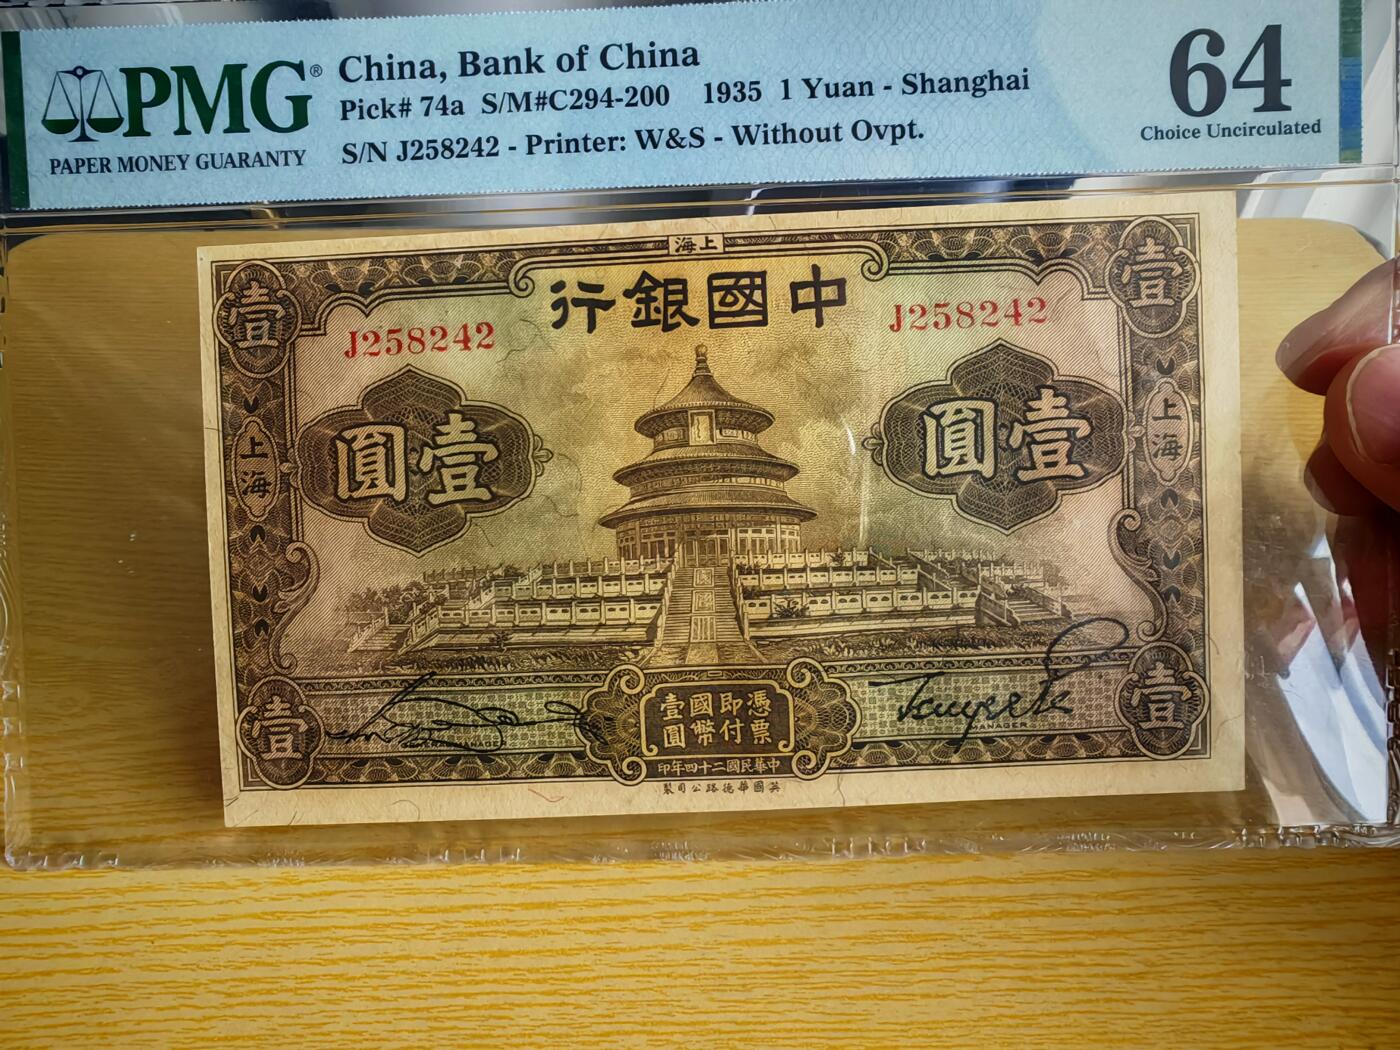 PMG® China, Bank of China 64
Pick# 74a S/M#C294-200 1935 1 Yuan - Shanghai
Choice Uncirculated
PAPER MONEY GUARANTY S/N J258242 - Printer: W&S - Without Ovpt.
海上
壹 壹
行銀國中
J258242 J258242
上海 上海
圓壹 圓壹
憑票即付國幣壹圓
壹 壹
MANAGER
印年四十二國民華中
製司公路德華國英